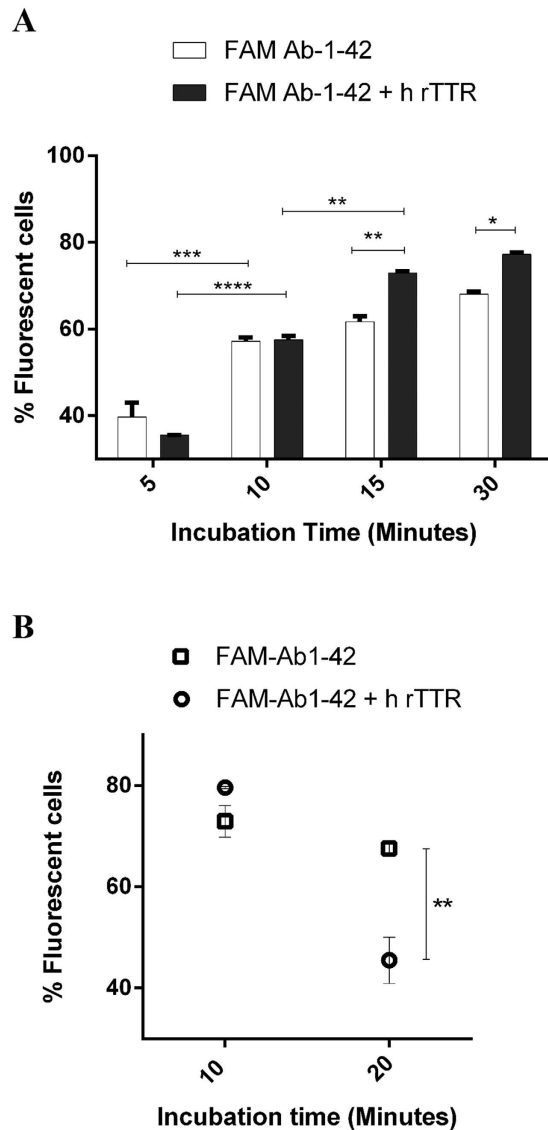 A
FAM Ab-1-42
FAM Ab-1-42 + h rTTR
100
80
60
40
% Fluorescent cells
**
** *
***
****
5 10 15 30
Incubation Time (Minutes)
B
FAM-Ab1-42
FAM-Ab1-42 + h rTTR
80
60
40
% Fluorescent cells
**
10 20
Incubation time (Minutes)